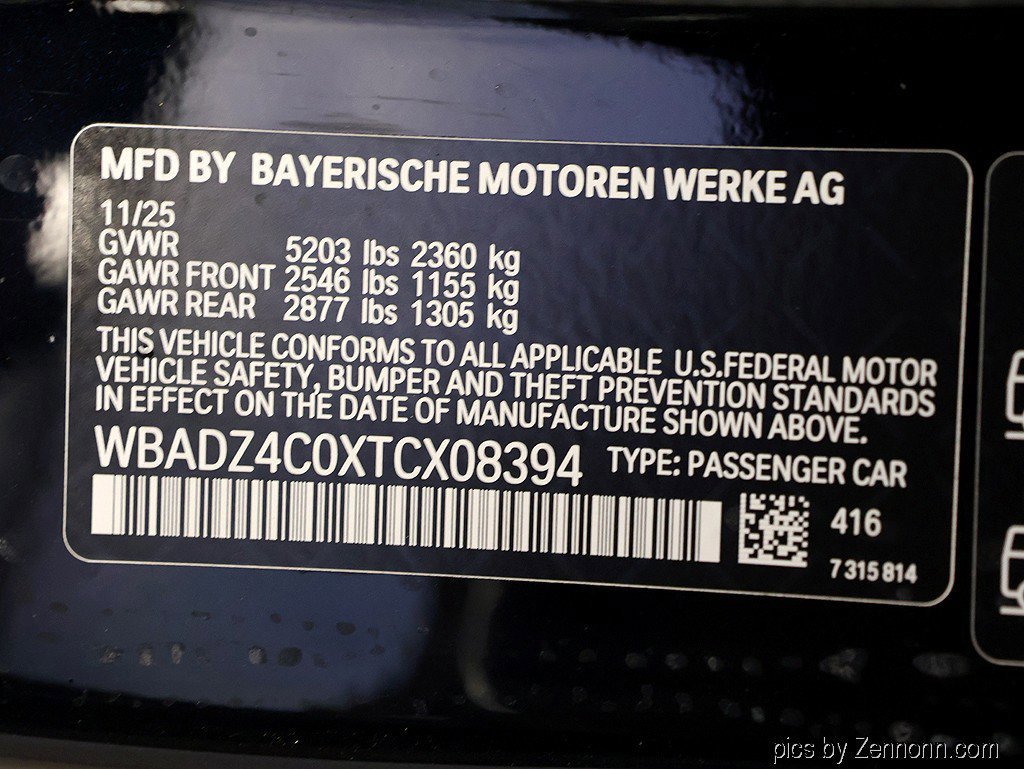 MFD BY BAYERISCHE MOTOREN WERKE AG
11/25
GVWR 5203 lbs 2360 kg
GAWR FRONT 2546 lbs 1155 kg
GAWR REAR 2877 lbs 1305 kg
THIS VEHICLE CONFORMS TO ALL APPLICABLE U.S.FEDERAL MOTOR
VEHICLE SAFETY, BUMPER AND THEFT PREVENTION STANDARDS
IN EFFECT ON THE DATE OF MANUFACTURE SHOWN ABOVE.
WBADZ4C0XTCX08394 TYPE: PASSENGER CAR
416
7315814
pics by Zennonn.com